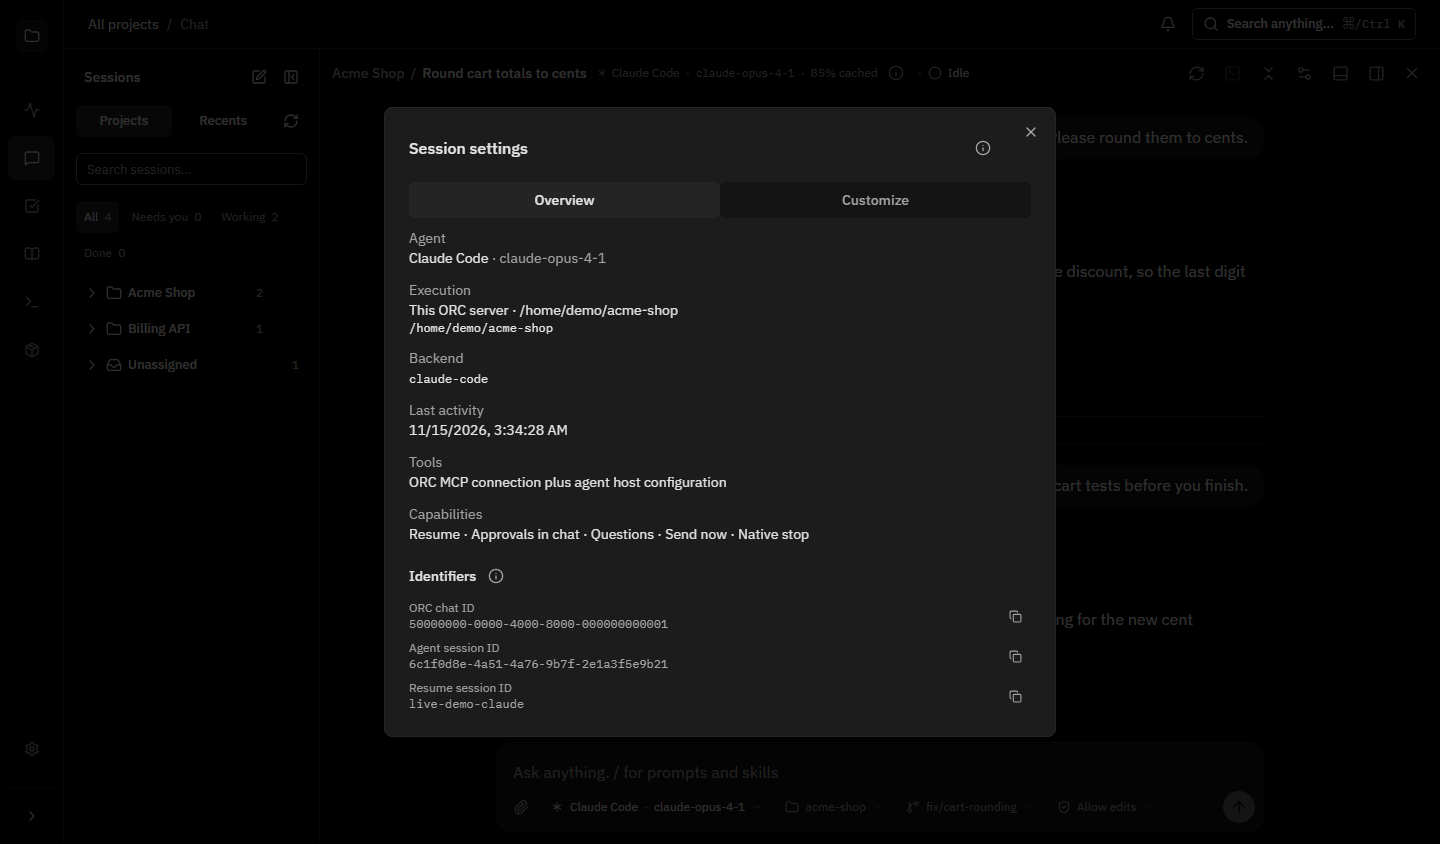 All projects / Chat
Search anything... ⌘/Ctrl K
Sessions
Projects
Recents
Search sessions...
All 4
Needs you 0
Working 2
Done 0
Acme Shop 2
Billing API 1
Unassigned 1
Acme Shop / Round cart totals to cents
Claude Code · claude-opus-4-1 · 85% cached
· Idle
lease round them to cents.
e discount, so the last digit
cart tests before you finish.
ng for the new cent
Session settings
Overview
Customize
Agent
Claude Code · claude-opus-4-1
Execution
This ORC server · /home/demo/acme-shop
/home/demo/acme-shop
Backend
claude-code
Last activity
11/15/2026, 3:34:28 AM
Tools
ORC MCP connection plus agent host configuration
Capabilities
Resume · Approvals in chat · Questions · Send now · Native stop
Identifiers
ORC chat ID
50000000-0000-4000-8000-000000000001
Agent session ID
6c1f0d8e-4a51-4a76-9b7f-2e1a3f5e9b21
Resume session ID
live-demo-claude
Ask anything. / for prompts and skills
Claude Code · claude-opus-4-1
acme-shop
fix/cart-rounding
Allow edits